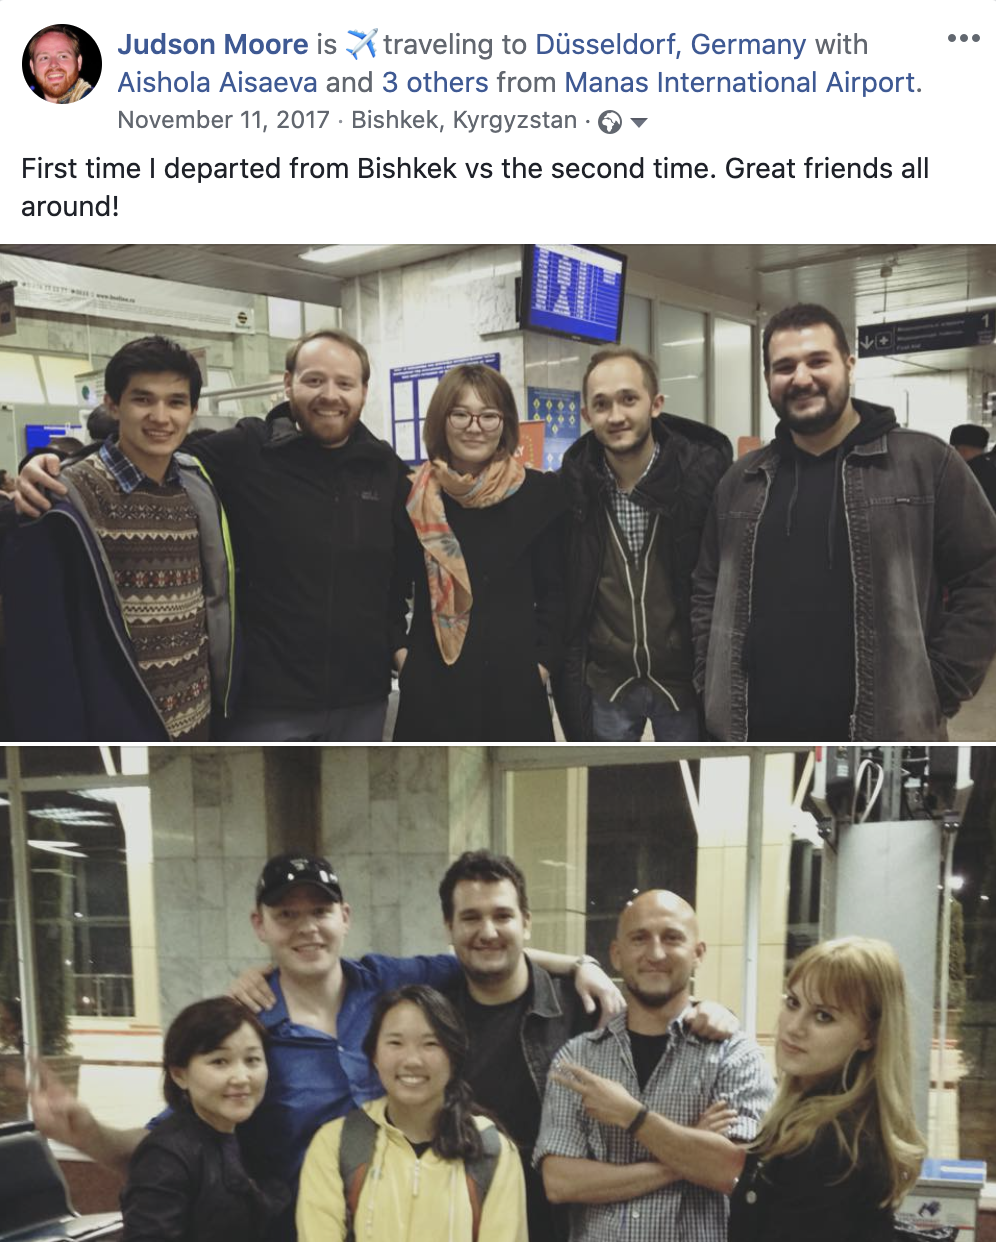 Judson Moore is ✈️ traveling to Düsseldorf, Germany with
Aishola Aisaeva and 3 others from Manas International Airport.
November 11, 2017 · Bishkek, Kyrgyzstan ·
First time I departed from Bishkek vs the second time. Great friends all
around!
1